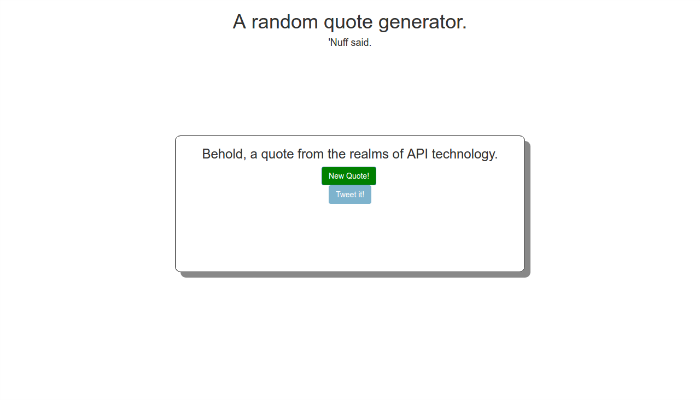 A random quote generator.
'Nuff said.
Behold, a quote from the realms of API technology.
New Quote!
Tweet it!